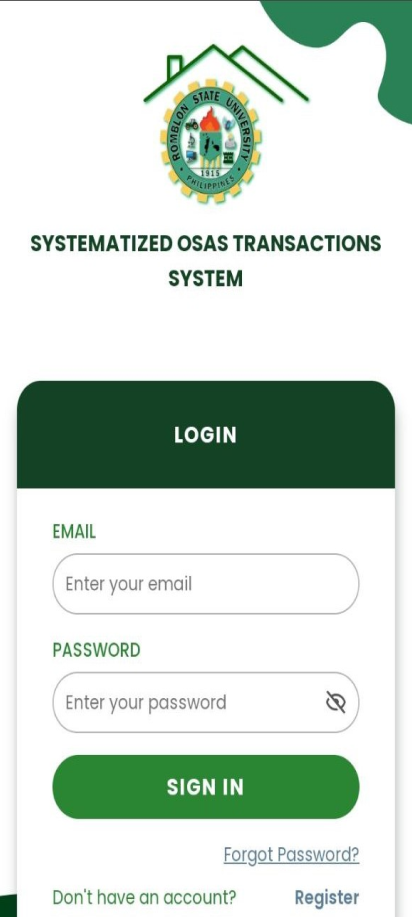 ROMBLON STATE UNIVERSITY
1915
PHILIPPINES
SYSTEMATIZED OSAS TRANSACTIONS
SYSTEM
LOGIN
EMAIL
Enter your email
PASSWORD
Enter your password
SIGN IN
Forgot Password?
Don't have an account? Register